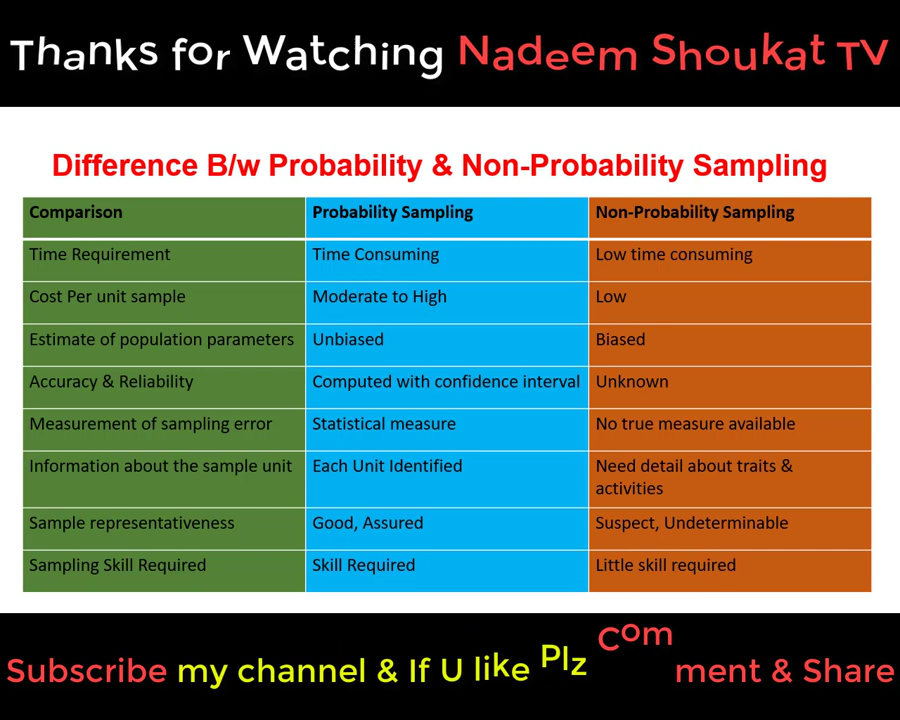 Thanks for Watching Nadeem Shoukat TV
Difference B/w Probability & Non-Probability Sampling
Comparison Probability Sampling Non-Probability Sampling
Time Requirement Time Consuming Low time consuming
Cost Per unit sample Moderate to High Low
Estimate of population parameters Unbiased Biased
Accuracy & Reliability Computed with confidence interval Unknown
Measurement of sampling error Statistical measure No true measure available
Information about the sample unit Each Unit Identified Need detail about traits &
activities
Sample representativeness Good, Assured Suspect, Undeterminable
Sampling Skill Required Skill Required Little skill required
Subscribe my channel & If U like Plz Comment & Share